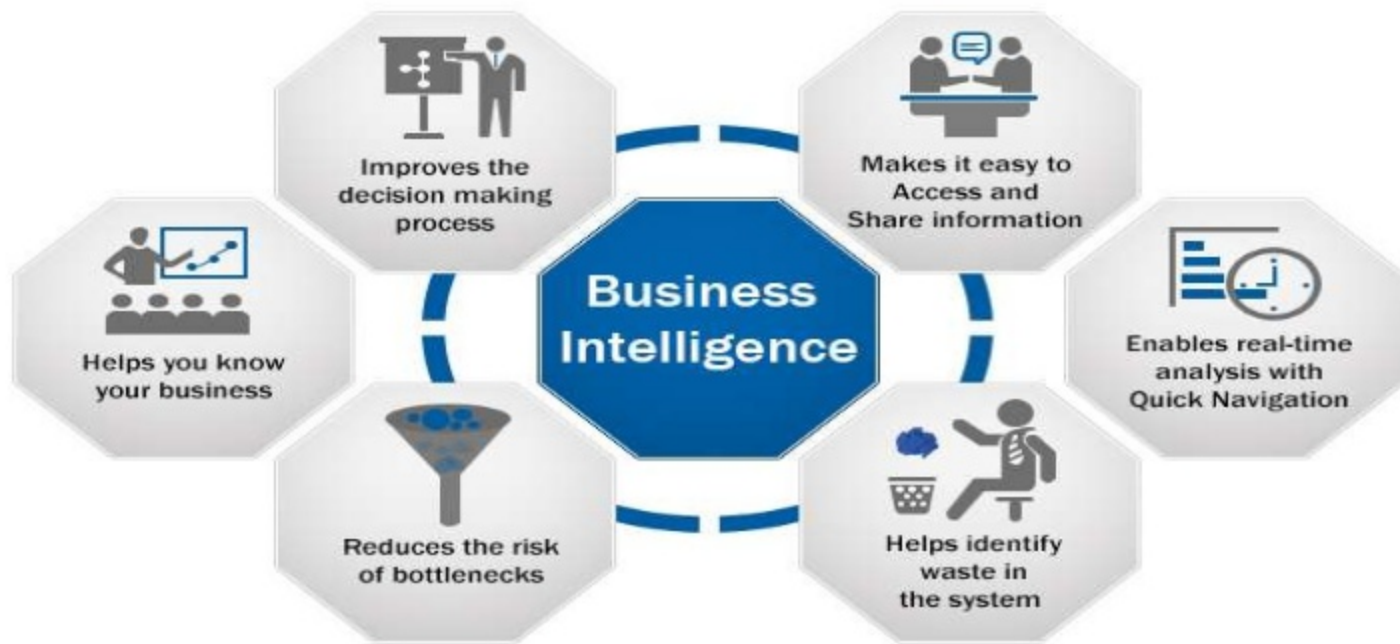 Improves the
decision making
process
Makes it easy to
Access and
Share information
Helps you know
your business
Business
Intelligence
Enables real-time
analysis with
Quick Navigation
Reduces the risk
of bottlenecks
Helps identify
waste in
the system